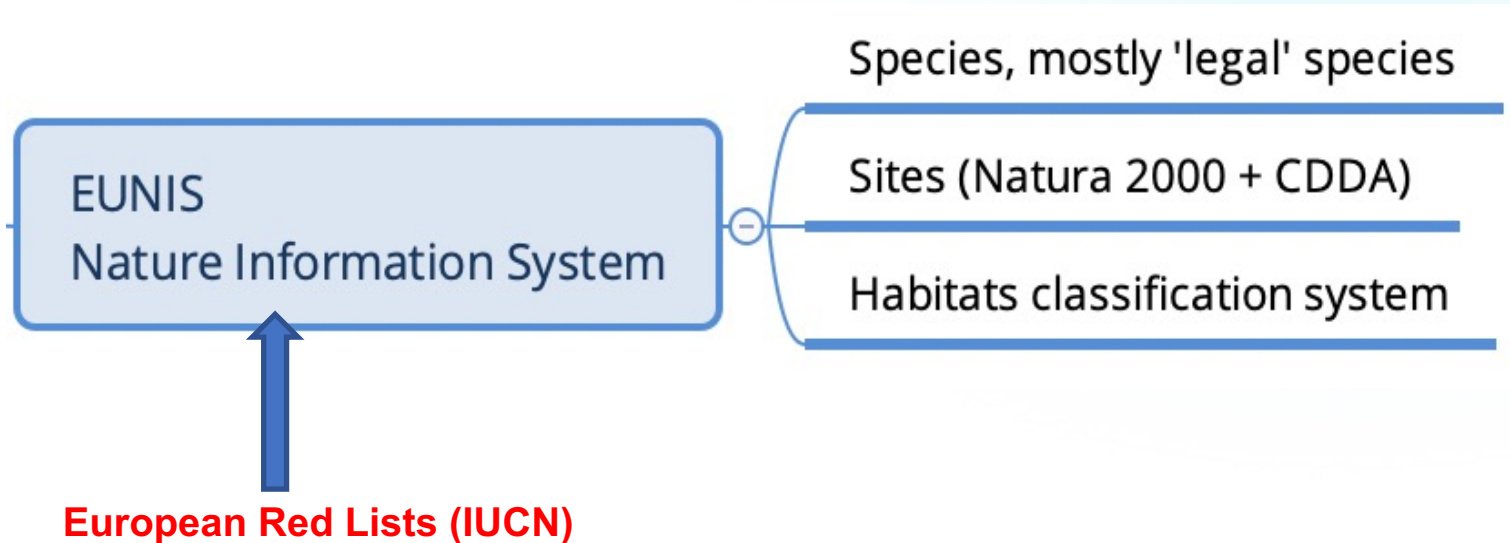 EUNIS
Nature Information System
Species, mostly 'legal' species
Sites (Natura 2000 + CDDA)
Habitats classification system
European Red Lists (IUCN)